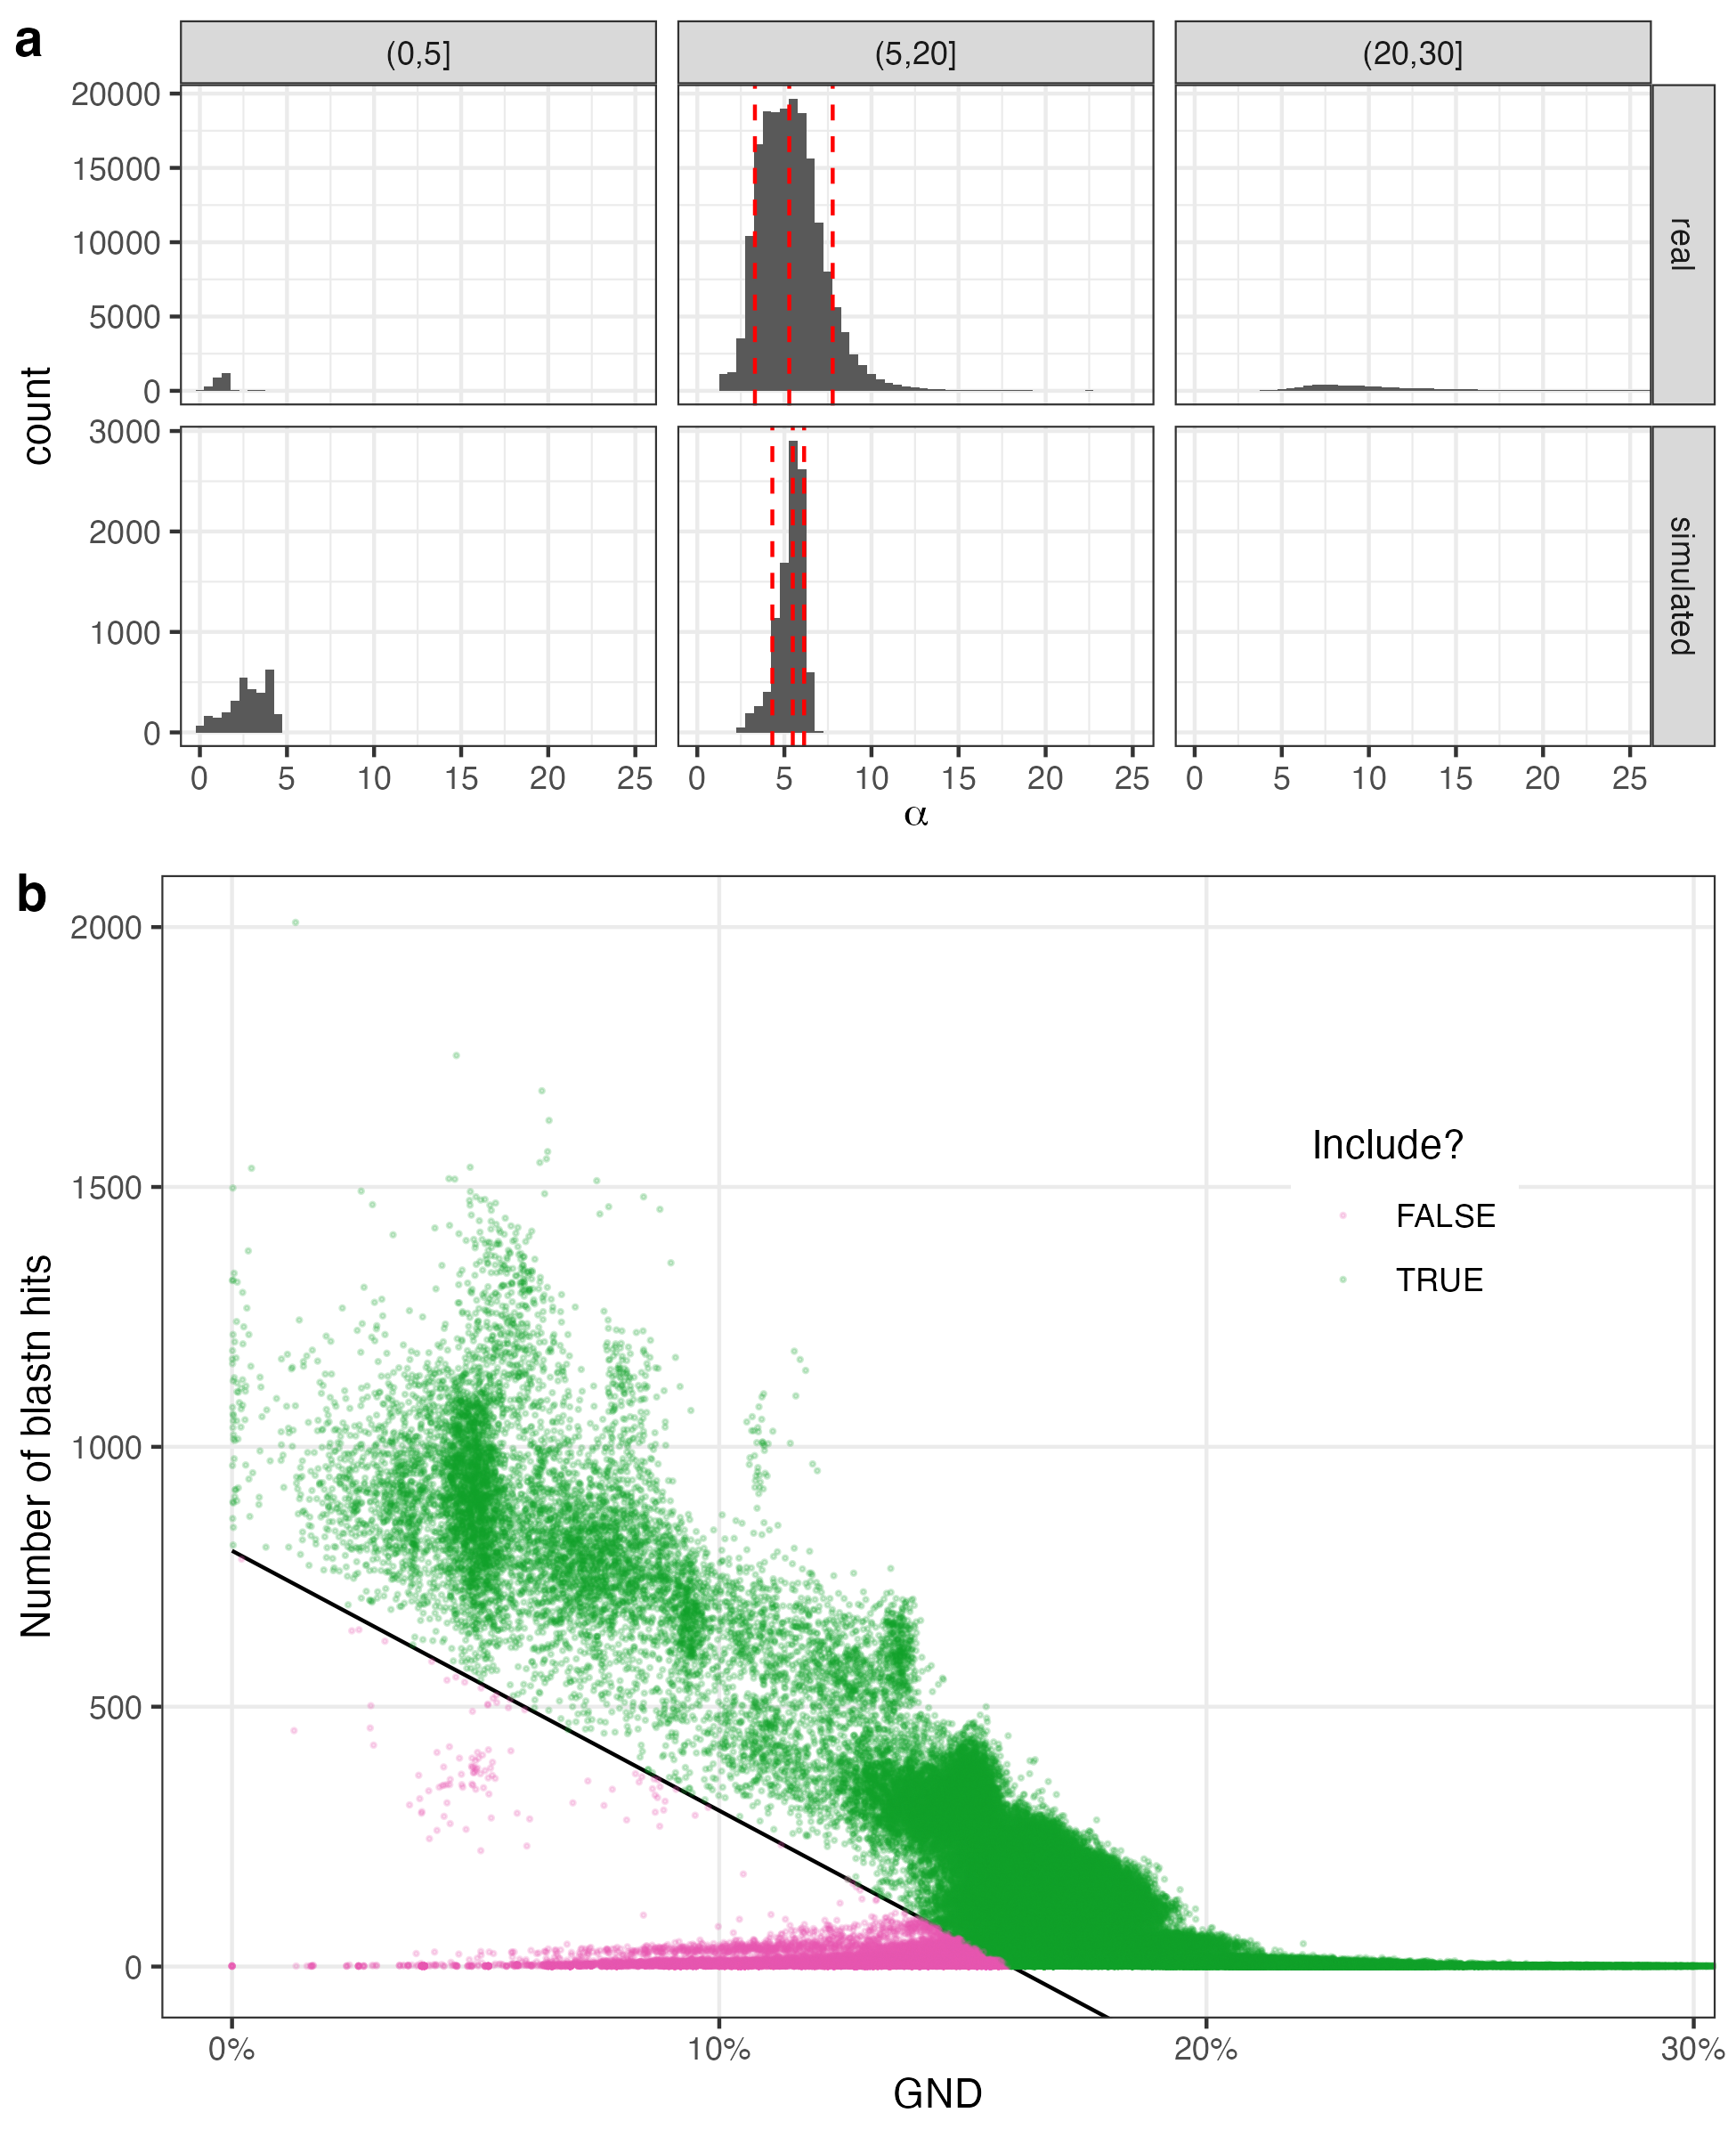 a
(0,5] (5,20] (20,30]
20000
15000
10000
5000
0
real
count
3000
2000
1000
0
simulated
0 5 10 15 20 25 0 5 10 15 20 25 0 5 10 15 20 25
α
b
2000
1500
1000
500
0
Number of blastn hits
Include?
FALSE
TRUE
0% 10% 20% 30%
GND